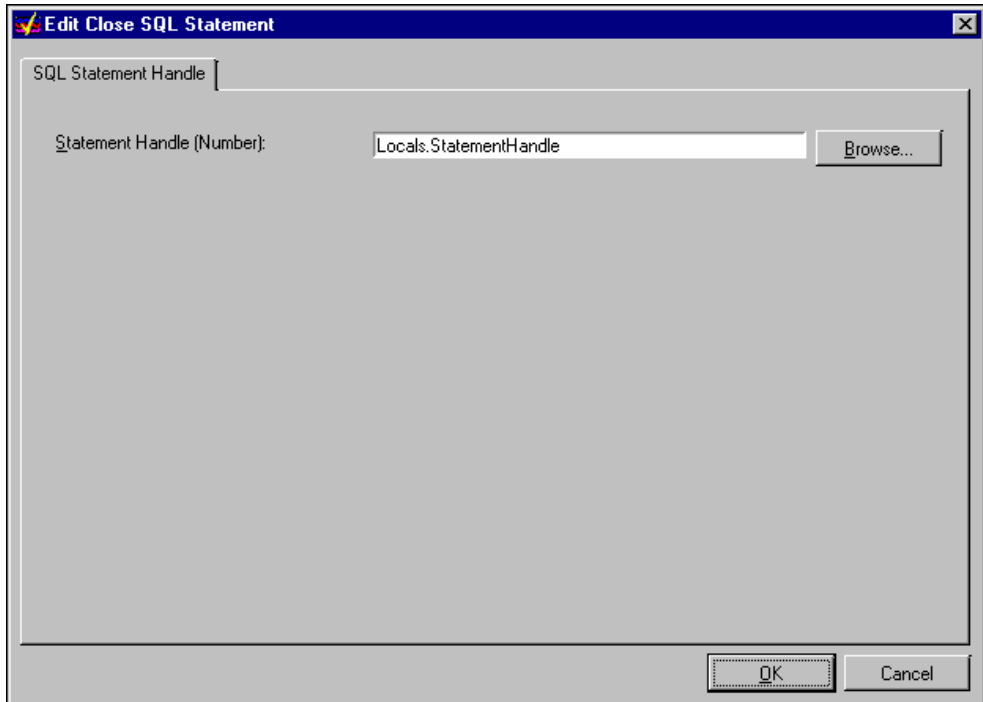 Edit Close SQL Statement
SQL Statement Handle
Statement Handle (Number): Locals.StatementHandle Browse...
OK Cancel